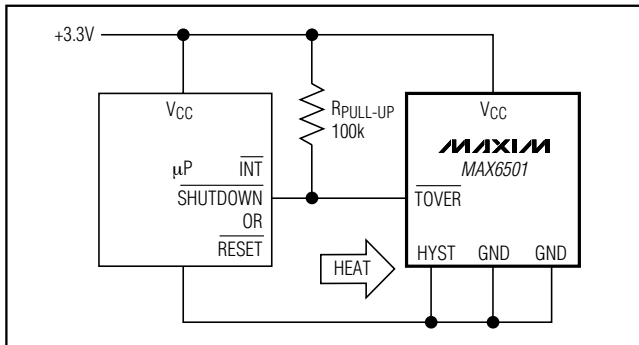 +3.3V
VCC
RPULL-UP
100k
VCC
MAXIM
MAX6501
μP
INT
SHUTDOWN
OR
RESET
TOVER
HEAT
HYST GND GND